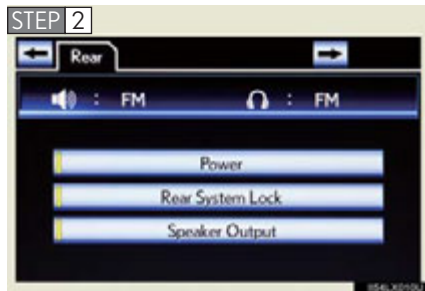 STEP 2
Rear
: FM : FM
Power
Rear System Lock
Speaker Output